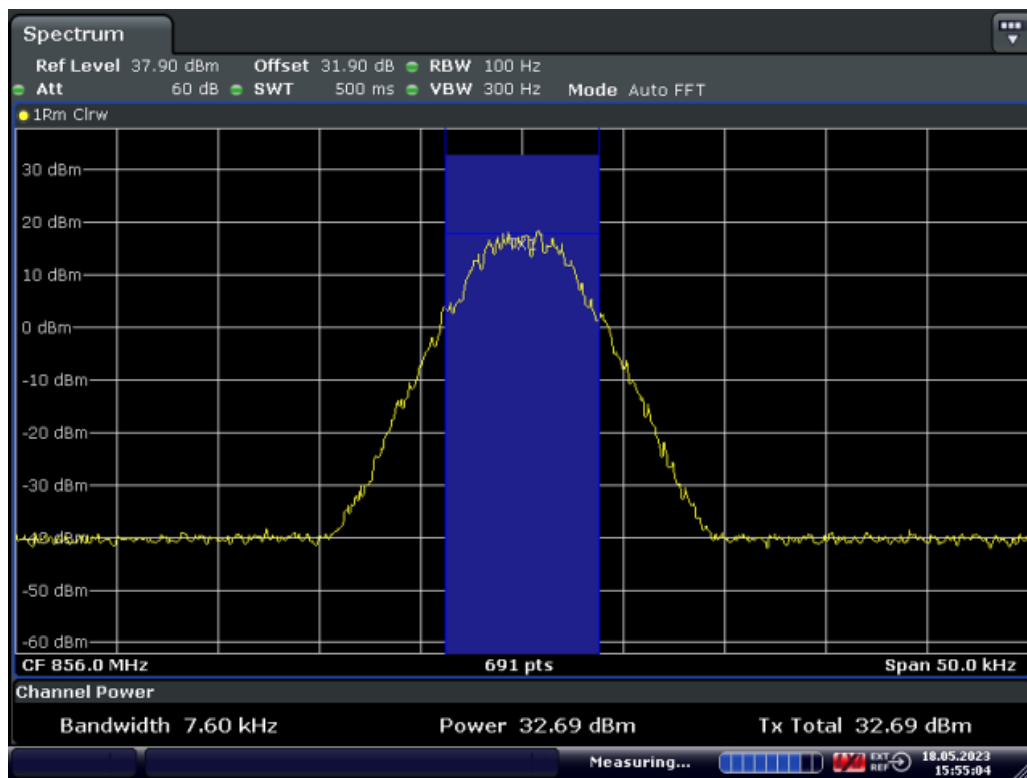 Spectrum
Ref Level 37.90 dBm Offset 31.90 dB RBW 100 Hz
Att 60 dB SWT 500 ms VBW 300 Hz Mode Auto FFT
1Rm Clrw
30 dBm
20 dBm
10 dBm
0 dBm
-10 dBm
-20 dBm
-30 dBm
-40 dBm
-50 dBm
-60 dBm
CF 856.0 MHz 691 pts Span 50.0 kHz
Channel Power
Bandwidth 7.60 kHz Power 32.69 dBm Tx Total 32.69 dBm
Measuring... EXT REF 18.05.2023
15:55:04